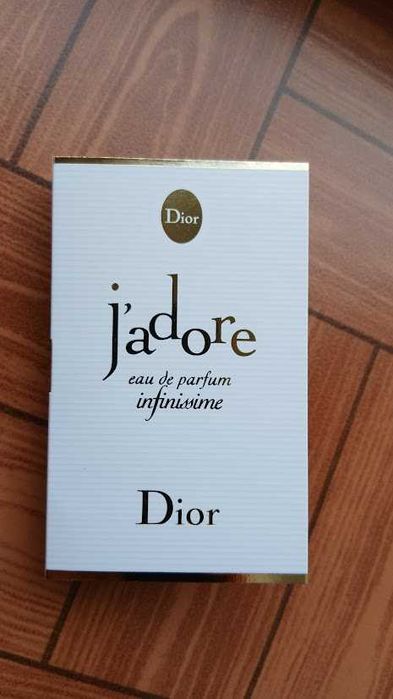 Dior
j'adore
eau de parfum
infinissime
Dior